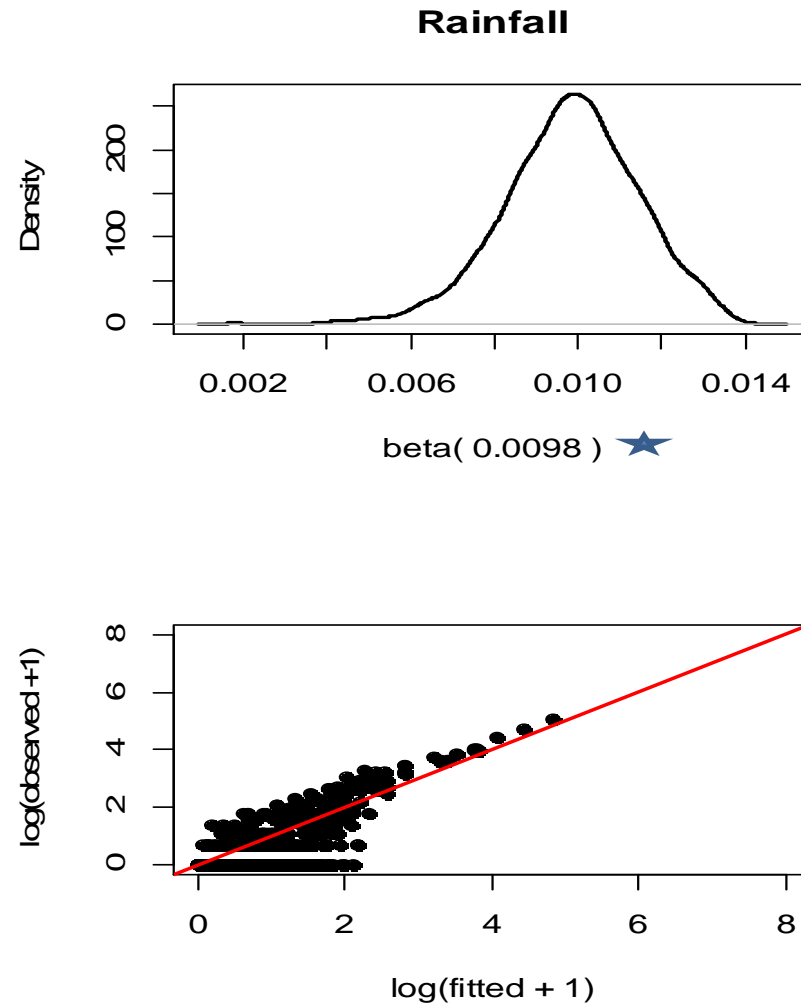 Rainfall
Density
200
100
0
0.002 0.006 0.010 0.014
beta( 0.0098 )
log(observed +1)
8
6
4
2
0
0 2 4 6 8
log(fitted + 1)